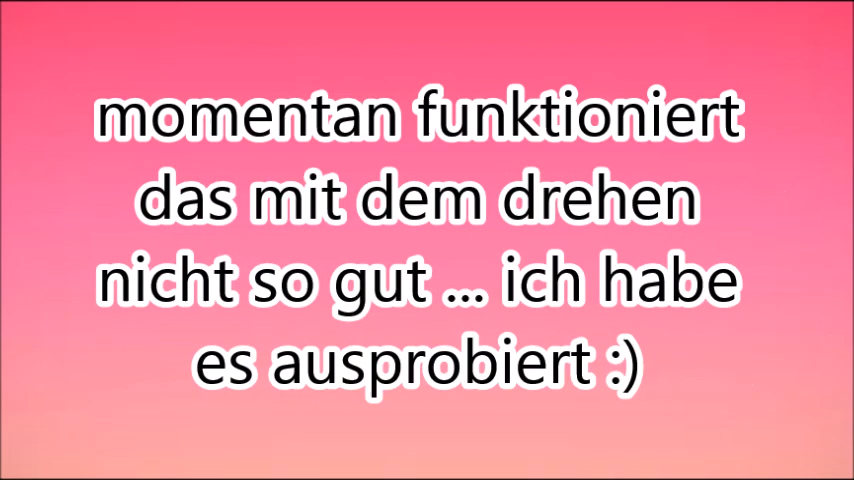 momentan funktioniert
das mit dem drehen
nicht so gut ... ich habe
es ausprobiert :)